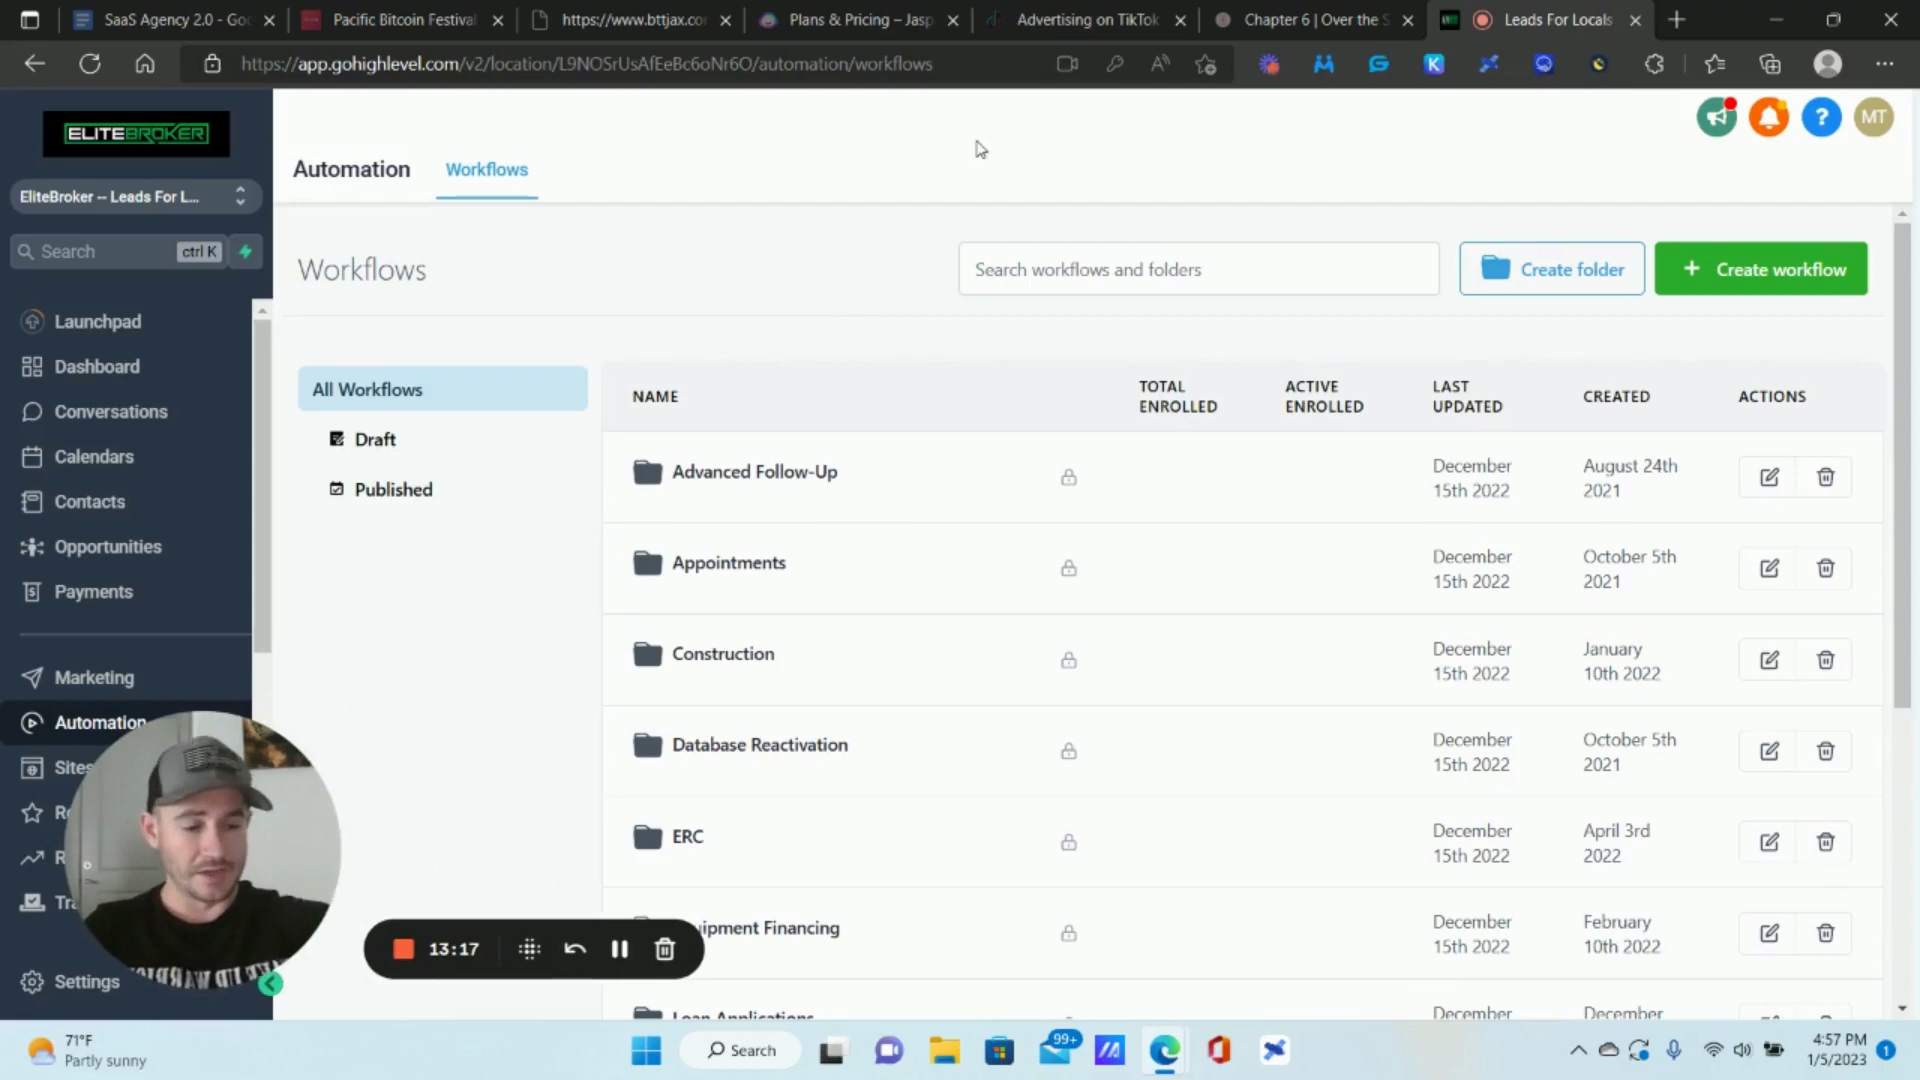 SaaS Agency 2.0 - Goo
Pacific Bitcoin Festival
https://www.bttjax.co
Plans & Pricing – Jasp
Advertising on TikTok
Chapter 6 | Over the S
Leads For Locals
https://app.gohighlevel.com/v2/location/L9NOSrUsAfEeBc6oNr6O/automation/workflows
ELITEBROKER
EliteBroker -- Leads For L...
Search
ctrl K
Launchpad
Dashboard
Conversations
Calendars
Contacts
Opportunities
Payments
Marketing
Automation
Sites
Settings
MT
Automation
Workflows
Workflows
Search workflows and folders
Create folder
+ Create workflow
All Workflows
Draft
Published
NAME
TOTAL ENROLLED
ACTIVE ENROLLED
LAST UPDATED
CREATED
ACTIONS
Advanced Follow-Up
December 15th 2022
August 24th 2021
Appointments
December 15th 2022
October 5th 2021
Construction
December 15th 2022
January 10th 2022
Database Reactivation
December 15th 2022
October 5th 2021
ERC
December 15th 2022
April 3rd 2022
uipment Financing
December 15th 2022
February 10th 2022
Loan Applications
December
December
13:17
71°F
Partly sunny
Search
99+
4:57 PM
1/5/2023
1